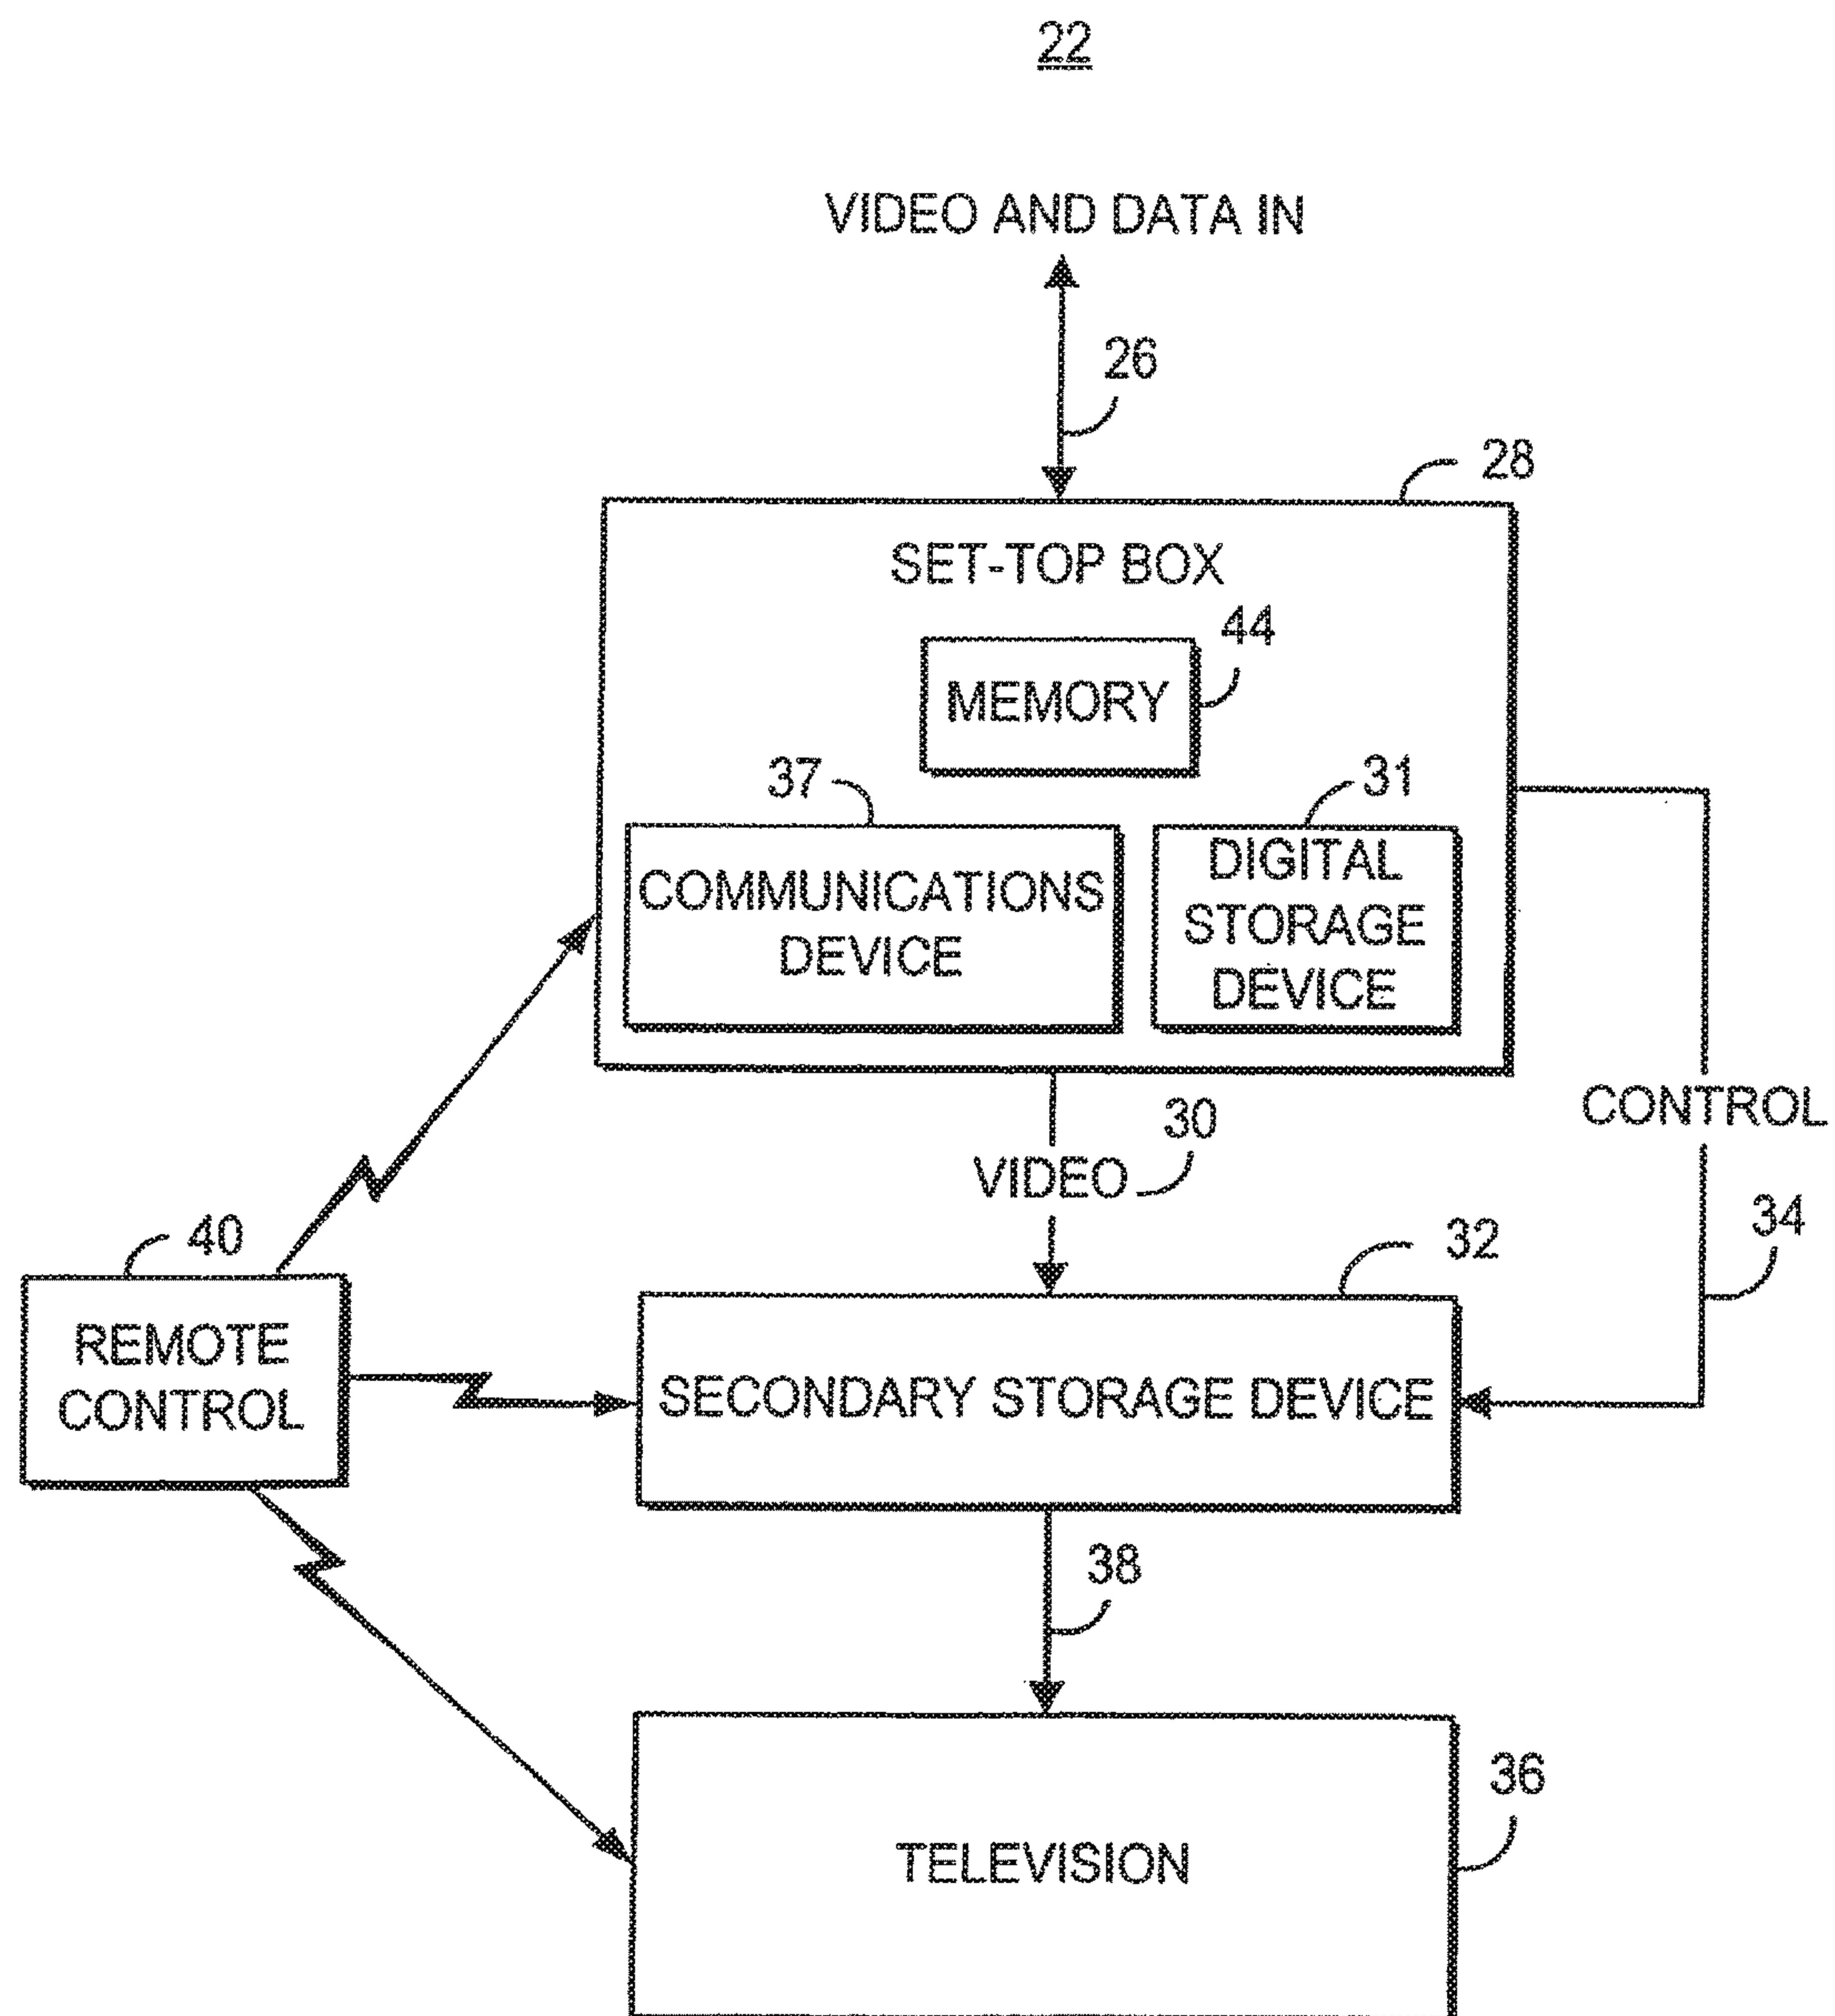 22
VIDEO AND DATA IN
26
28
SET-TOP BOX
44
MEMORY
37
31
COMMUNICATIONS
DEVICE
DIGITAL
STORAGE
DEVICE
CONTROL
30
VIDEO
34
40
32
REMOTE
CONTROL
SECONDARY STORAGE DEVICE
38
36
TELEVISION